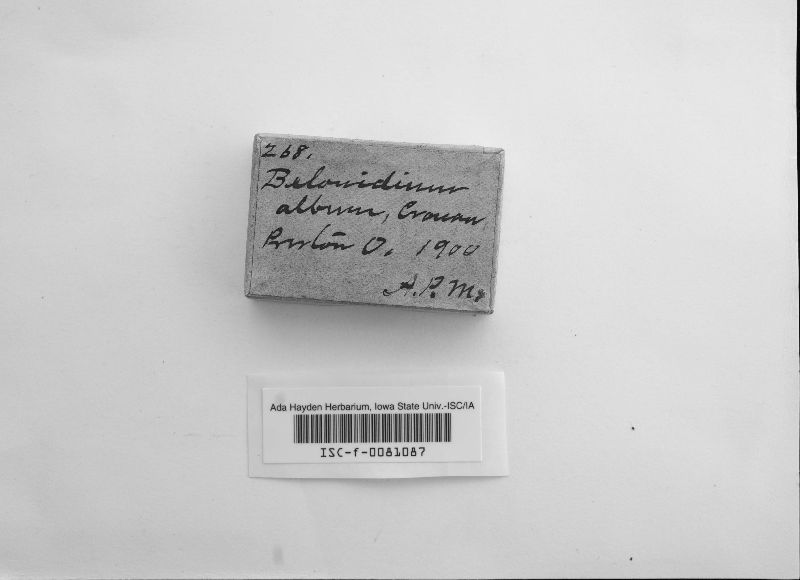 268.
Belonidium
album, Crouan
Preston O. 1900
A.P.M.
Ada Hayden Herbarium, Iowa State Univ.-ISC/IA
ISC-f-0081087